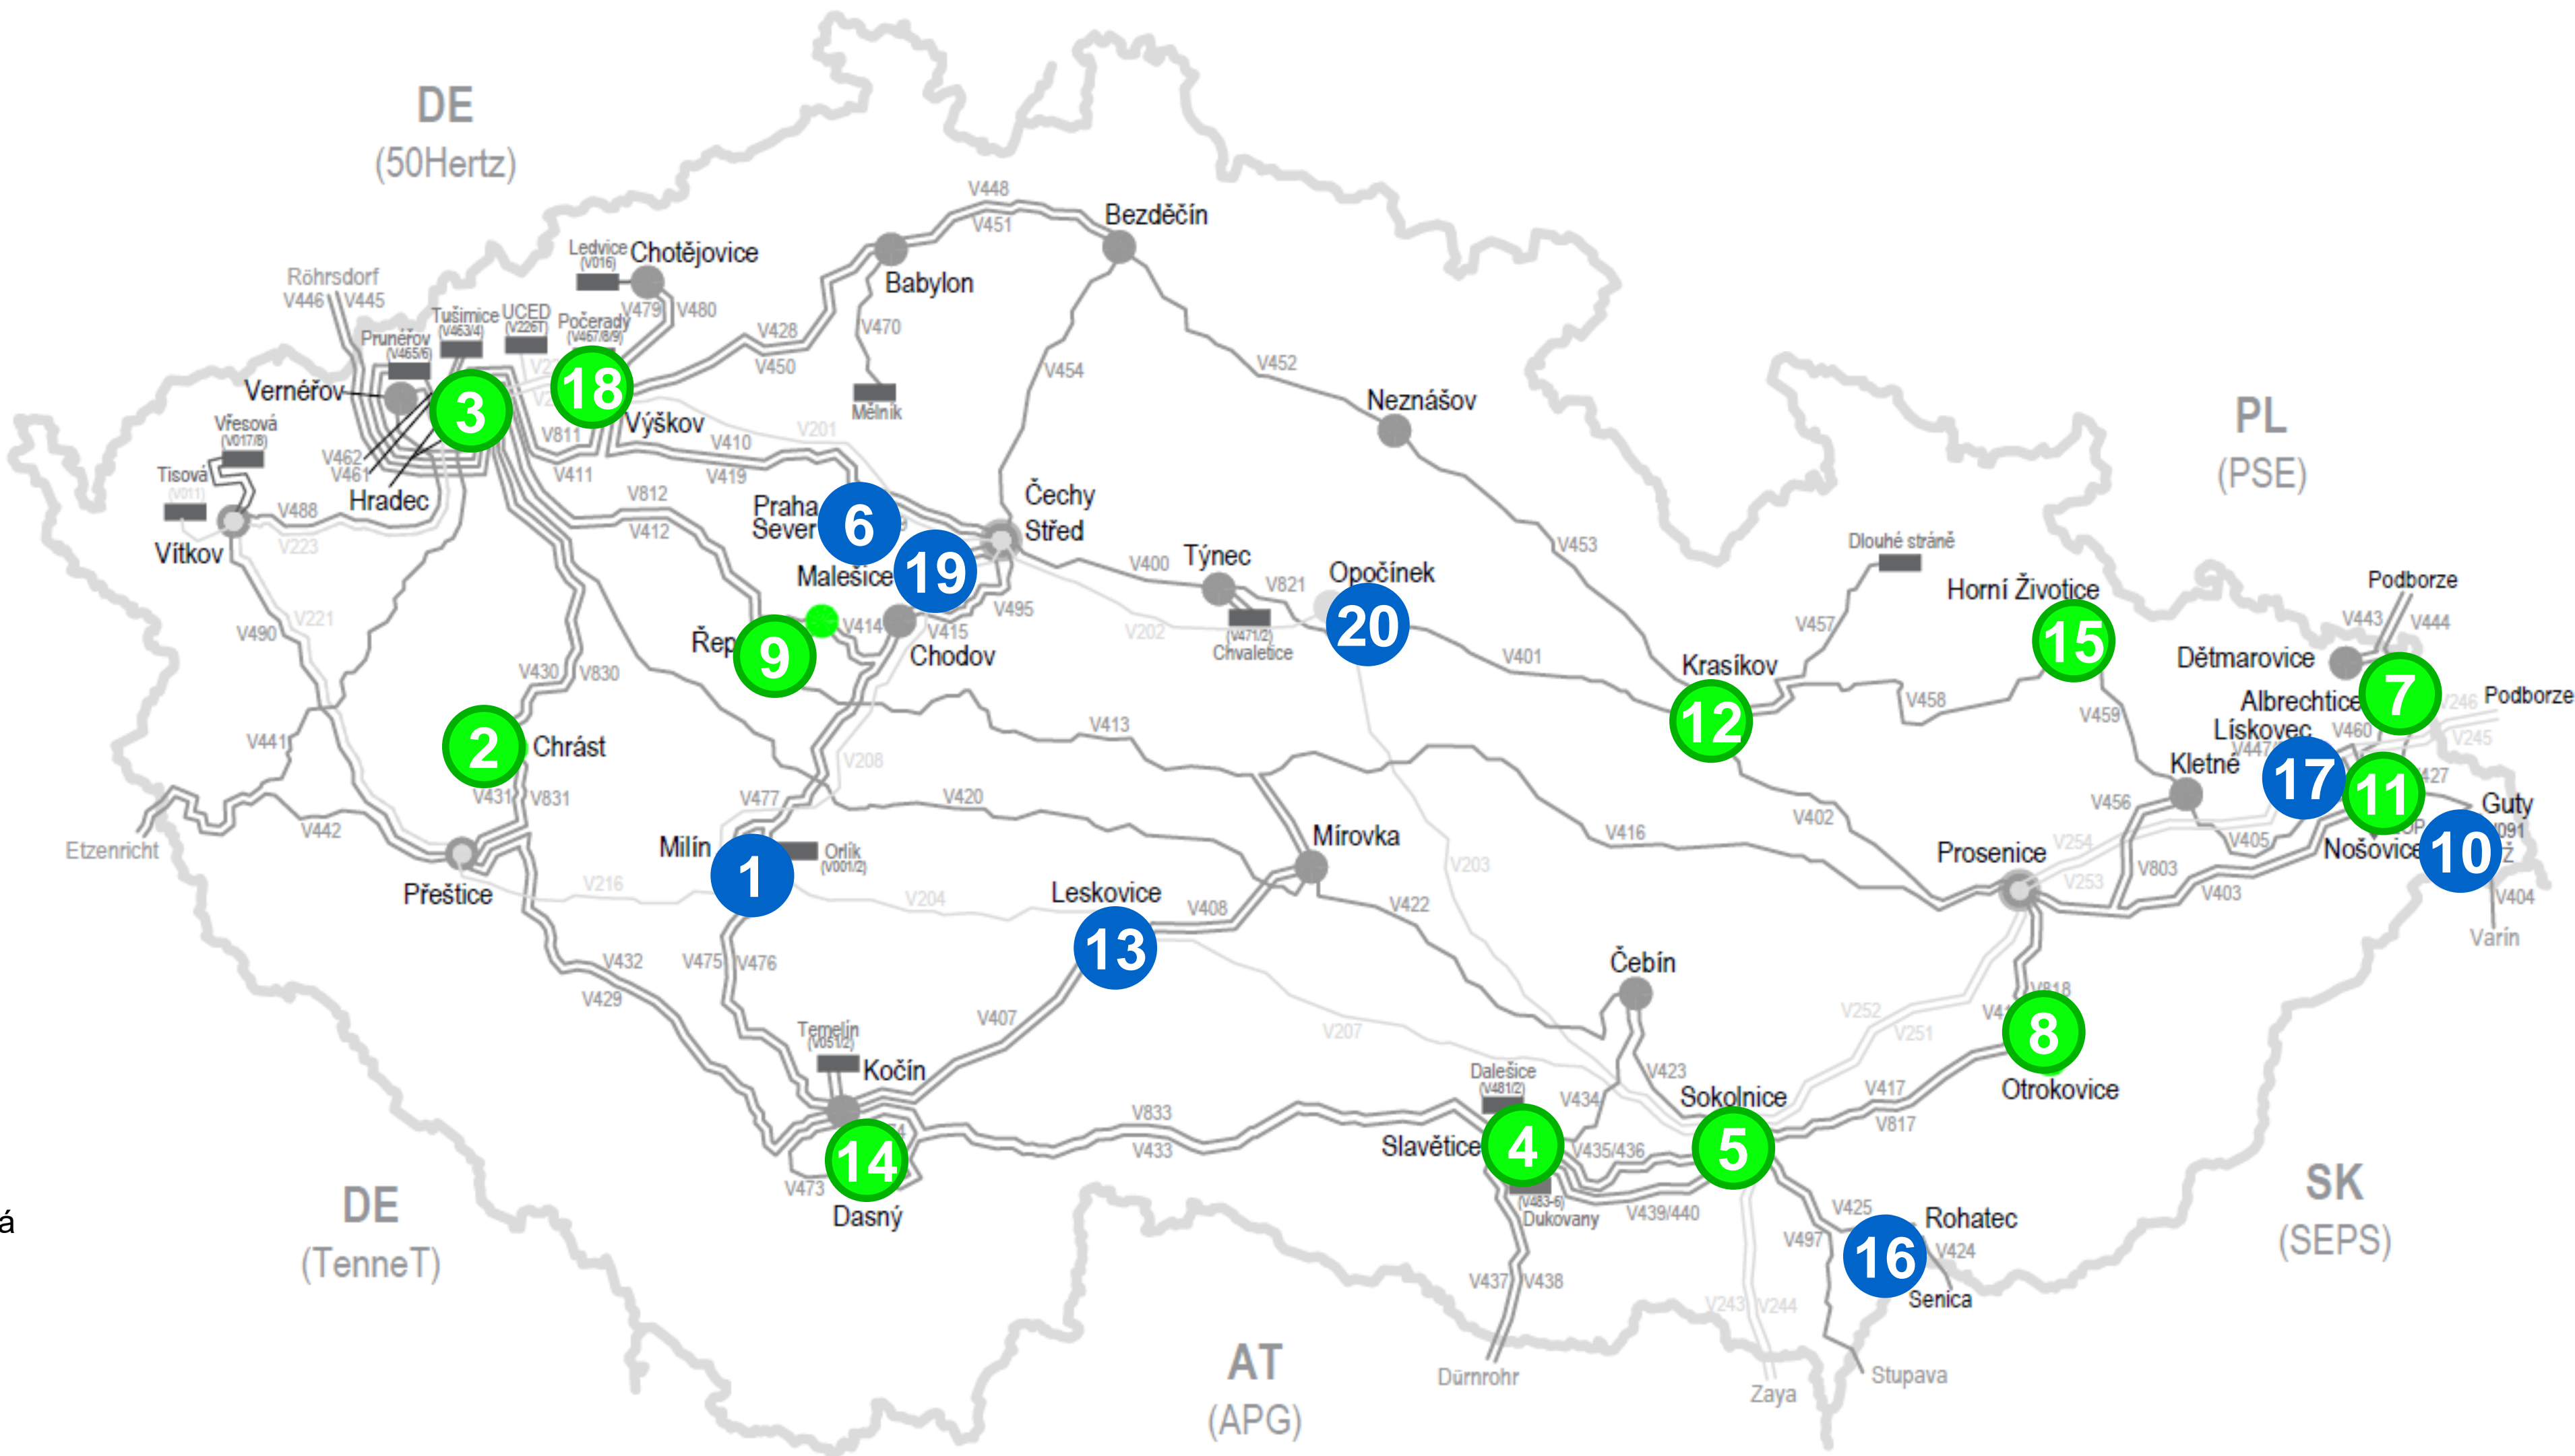 DE
(50Hertz)
V448
V451
Bezděčín
Babylon
Ledvice
(V016)
Chotějovice
Röhrsdorf
V446
V445
Tušimice
(V463/4)
UCED
(V226T)
Počerady
(V467/8/9)
V479
V480
V428
V450
V470
Mělník
V454
V452
Neznášov
Prunéřov
(V465/6)
Vernéřov
3
18
Výškov
V811
V411
V410
V419
V201
V462
V461
Hradec
Vřesová
(V017/8)
Tisová
(V011)
V488
V223
Vítkov
V812
V412
Praha
Sever
6
Malešice
19
Čechy
Střed
V495
V400
Týnec
V821
Opočínek
20
V202
(V471/2)
Chvaletice
V453
Dlouhé stráně
V457
Horní Životice
15
PL
(PSE)
Podborze
V443
V444
Dětmarovice
7
Albrechtice
V246
Podborze
V245
Lískovec
V460
17
11
Kletné
V456
V459
V458
Krasíkov
12
V401
V402
V490
V221
V430
V830
Řep
9
V414
V415
Chodov
V413
V441
2
Chrást
V431
V831
V442
Etzenricht
Přeštice
V208
V477
V420
Milín
1
Orlík
(V001/2)
V216
V204
Leskovice
13
V408
Mírovka
V416
V203
V422
Prosenice
V254
V253
V803
V405
V403
Nošovice
Guty
10
V404
Varín
V432
V429
V475
V476
V407
Temelín
(V051/2)
Kočín
14
V473
Dasný
V833
V433
V207
Čebín
V423
V434
Dalešice
(V481/2)
Slavětice
4
V435/436
(V483-6)
Dukovany
V439/440
Sokolnice
5
V252
V251
V417
V817
V818
8
Otrokovice
V425
V497
16
Rohatec
V424
Senica
V437
V438
Dürnrohr
V243
V244
Zaya
Stupava
DE
(TenneT)
AT
(APG)
SK
(SEPS)
á